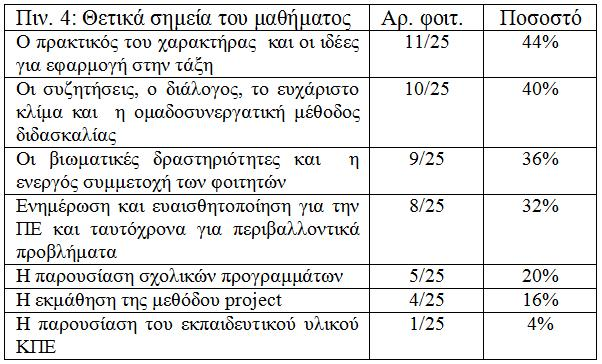 Πιν. 4: Θετικά σημεία του μαθήματος Αρ. φοιτ. Ποσοστό
Ο πρακτικός του χαρακτήρας και οι ιδέες 11/25 44%
για εφαρμογή στην τάξη
Οι συζητήσεις, ο διάλογος, το ευχάριστο 10/25 40%
κλίμα και η ομαδοσυνεργατική μέθοδος
διδασκαλίας
Οι βιωματικές δραστηριότητες και η 9/25 36%
ενεργός συμμετοχή των φοιτητών
Ενημέρωση και ευαισθητοποίηση για την 8/25 32%
ΠΕ και ταυτόχρονα για περιβαλλοντικά
προβλήματα
Η παρουσίαση σχολικών προγραμμάτων 5/25 20%
Η εκμάθηση της μεθόδου project 4/25 16%
Η παρουσίαση του εκπαιδευτικού υλικού 1/25 4%
ΚΠΕ